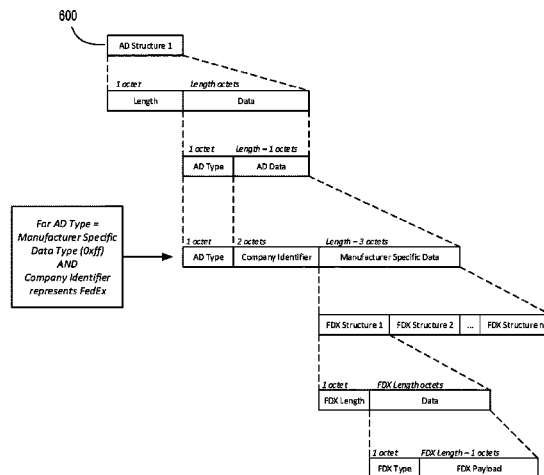 600
AD Structure 1
1 octet Length octets
Length Data
1 octet Length – 1 octets
AD Type AD Data
For AD Type =
Manufacturer Specific
Data Type (0xff)
AND
Company Identifier
represents FedEx
1 octet 2 octets Length – 3 octets
AD Type Company Identifier Manufacturer Specific Data
FDX Structure 1 FDX Structure 2 ... FDX Structure n
1 octet FDX Length octets
FDX Length Data
1 octet FDX Length – 1 octets
FDX Type FDX Payload